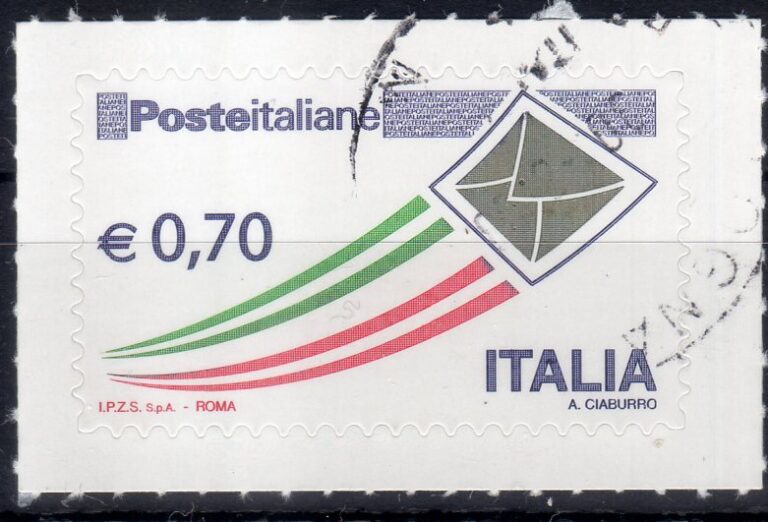 Posteitaliane
€ 0,70
ITALIA
I.P.Z.S. S.p.A. - ROMA
A. CIABURRO